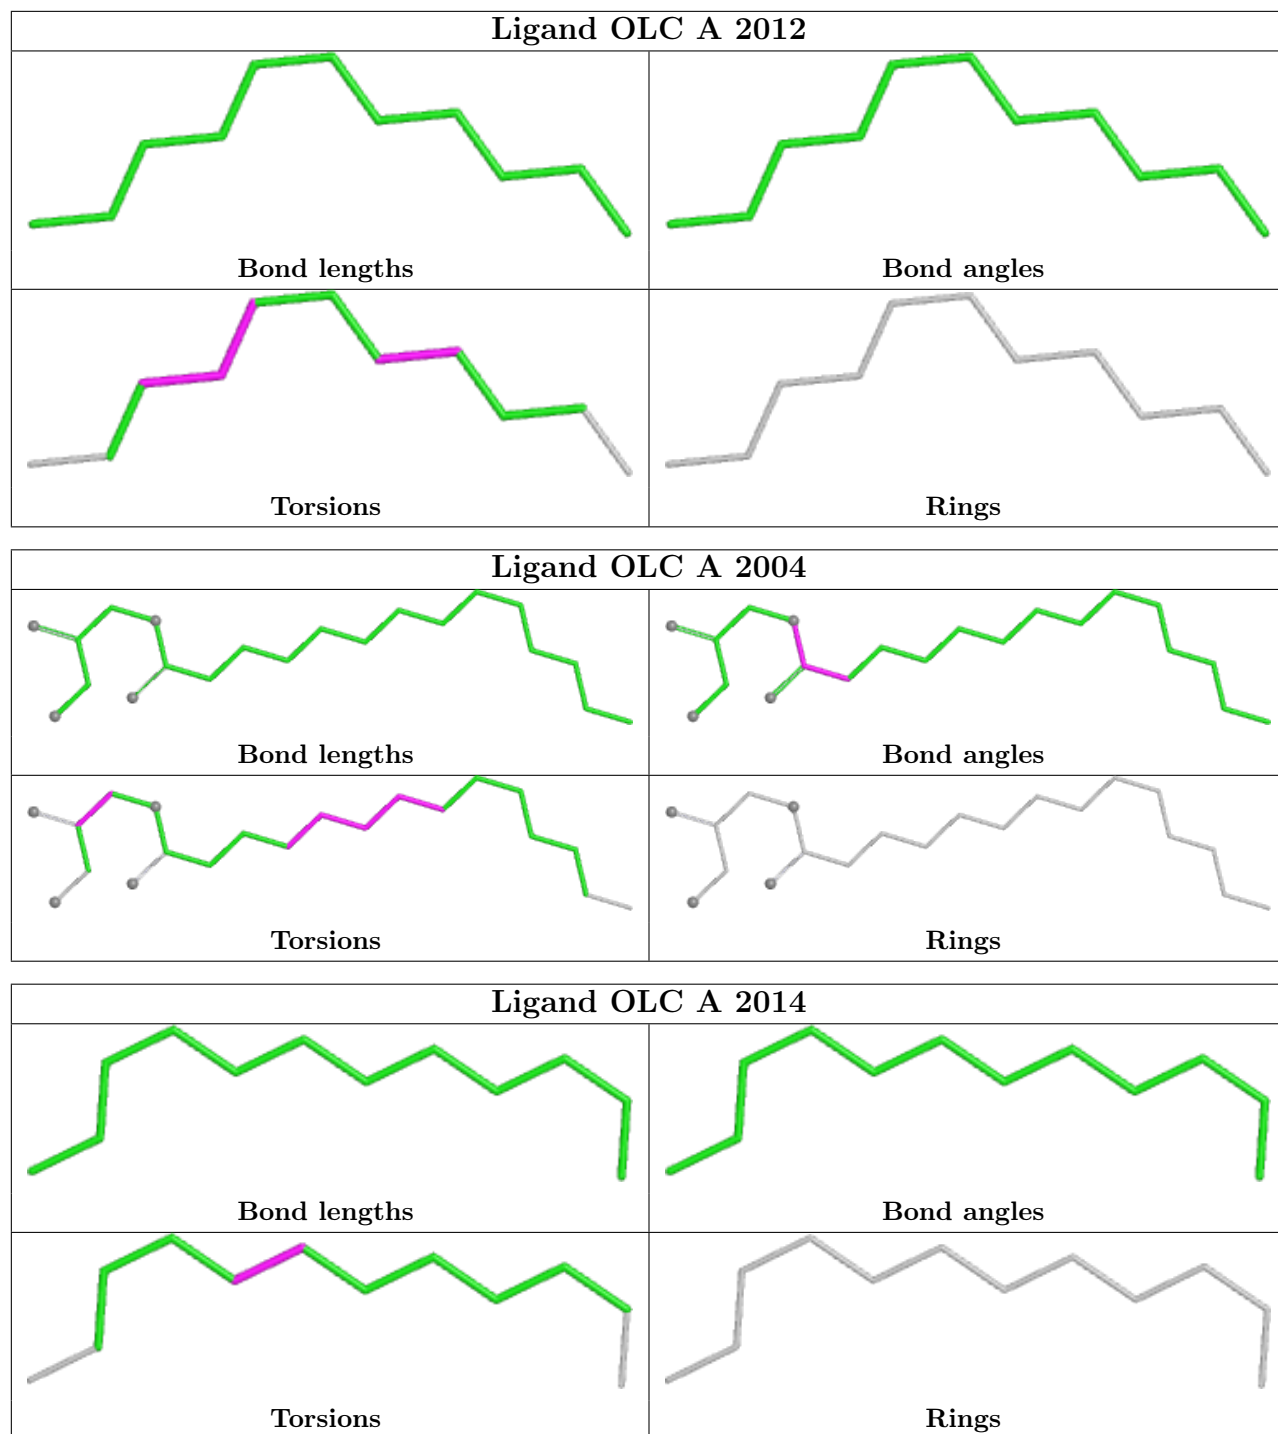 Ligand OLC A 2012
Bond lengths
Bond angles
Torsions
Rings
Ligand OLC A 2004
Bond lengths
Bond angles
Torsions
Rings
Ligand OLC A 2014
Bond lengths
Bond angles
Torsions
Rings